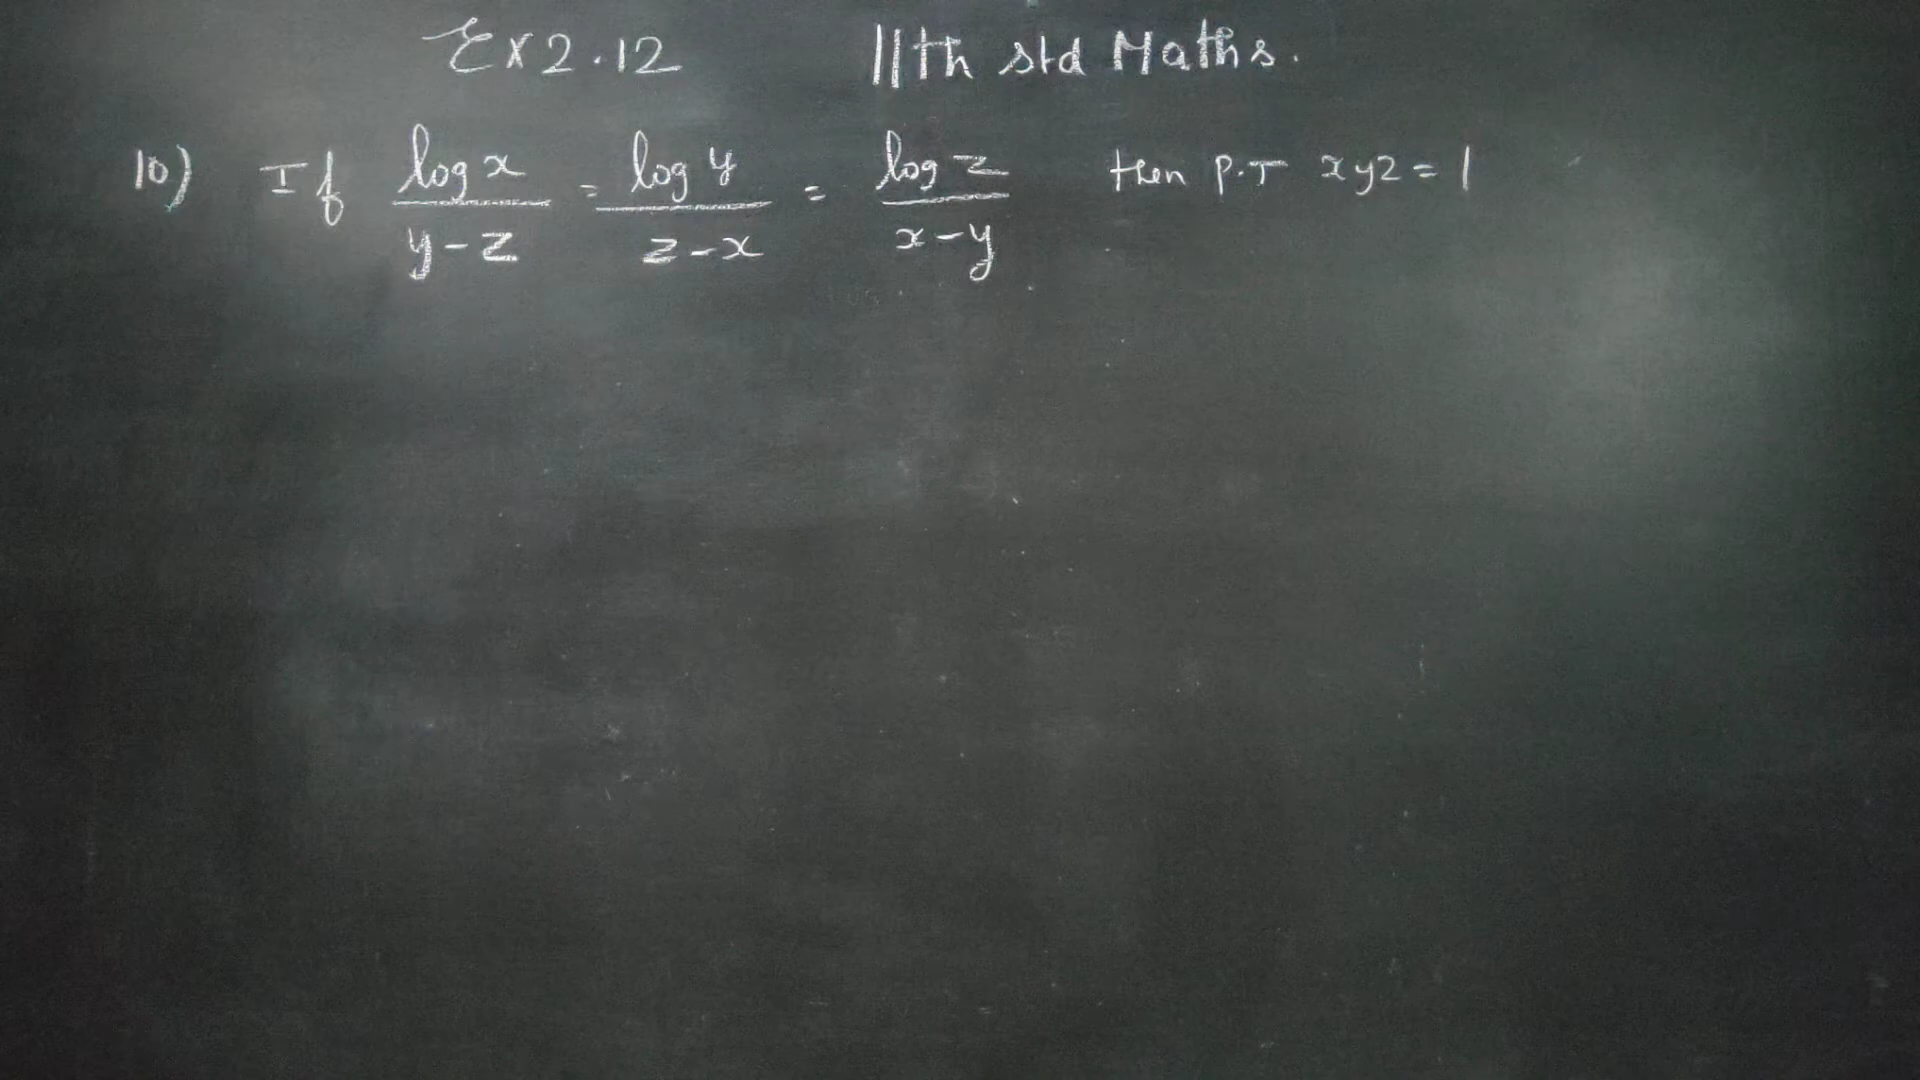 Ex 2.12 11th std Maths.
10) If log x / y-z = log y / z-x = log z / x-y then P.T xyz = 1